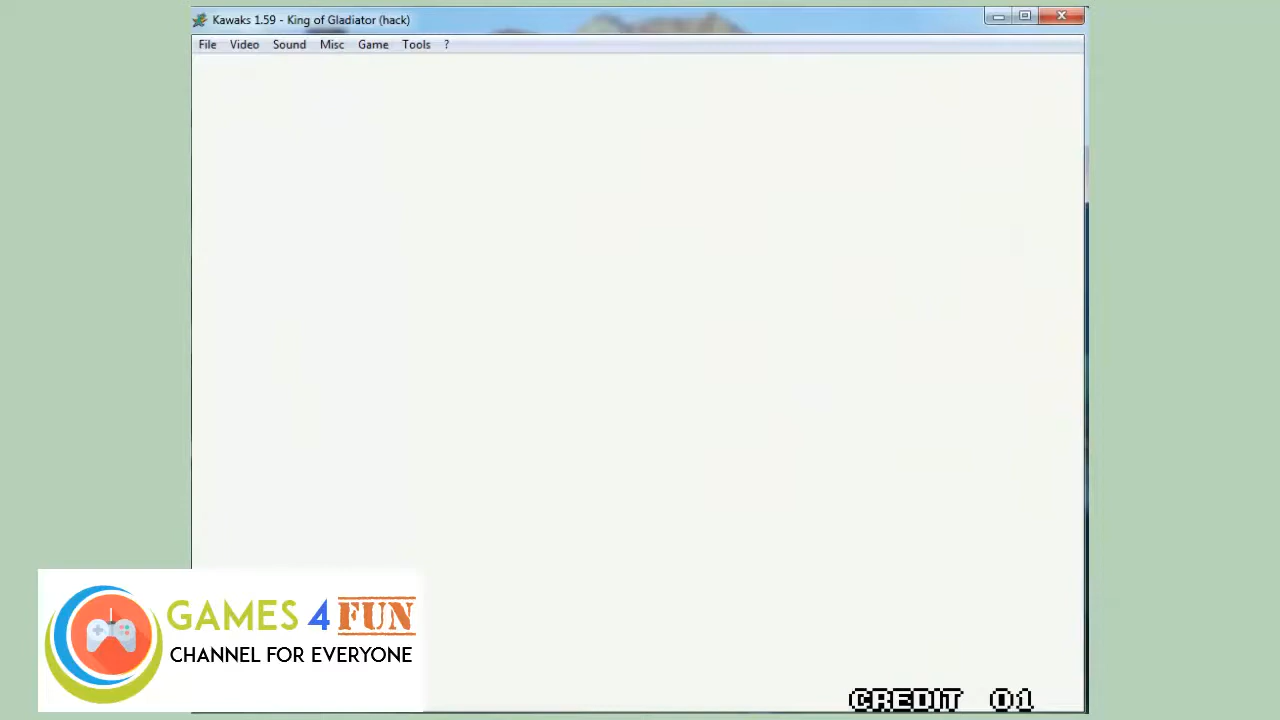 Kawaks 1.59 - King of Gladiator (hack)
File Video Sound Misc Game Tools ?
GAMES 4 FUN
CHANNEL FOR EVERYONE
CREDIT 01